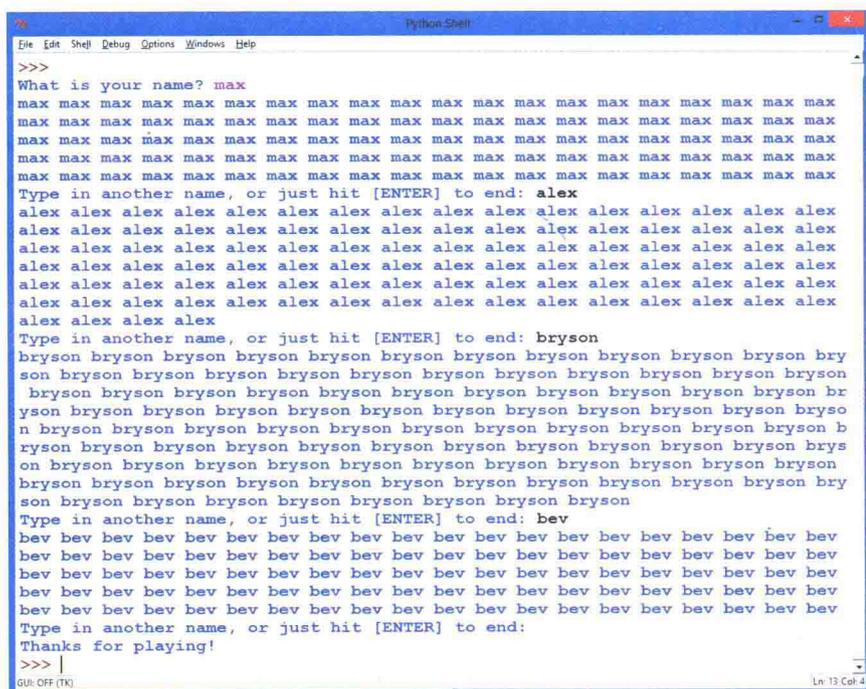 Python Shell
File Edit Shell Debug Options Windows Help
>>>
What is your name? max
max max max max max max max max max max max max max max max max max max max max
max max max max max max max max max max max max max max max max max max max max
max max max max max max max max max max max max max max max max max max max max
max max max max max max max max max max max max max max max max max max max max
max max max max max max max max max max max max max max max max max max max max
Type in another name, or just hit [ENTER] to end: alex
alex alex alex alex alex alex alex alex alex alex alex alex alex alex alex alex
alex alex alex alex alex alex alex alex alex alex alex alex alex alex alex alex
alex alex alex alex alex alex alex alex alex alex alex alex alex alex alex alex
alex alex alex alex alex alex alex alex alex alex alex alex alex alex alex alex
alex alex alex alex alex alex alex alex alex alex alex alex alex alex alex alex
alex alex alex alex alex alex alex alex alex alex alex alex alex alex alex alex
alex alex alex alex
Type in another name, or just hit [ENTER] to end: bryson
bryson bryson bryson bryson bryson bryson bryson bryson bryson bryson bryson bry
son bryson bryson bryson bryson bryson bryson bryson bryson bryson bryson bryson
 bryson bryson bryson bryson bryson bryson bryson bryson bryson bryson bryson br
yson bryson bryson bryson bryson bryson bryson bryson bryson bryson bryson bryso
n bryson bryson bryson bryson bryson bryson bryson bryson bryson bryson bryson b
ryson bryson bryson bryson bryson bryson bryson bryson bryson bryson bryson brys
on bryson bryson bryson bryson bryson bryson bryson bryson bryson bryson bryson
bryson bryson bryson bryson bryson bryson bryson bryson bryson bryson bryson bry
son bryson bryson bryson bryson bryson bryson bryson bryson
Type in another name, or just hit [ENTER] to end: bev
bev bev bev bev bev bev bev bev bev bev bev bev bev bev bev bev bev bev bev bev
bev bev bev bev bev bev bev bev bev bev bev bev bev bev bev bev bev bev bev bev
bev bev bev bev bev bev bev bev bev bev bev bev bev bev bev bev bev bev bev bev
bev bev bev bev bev bev bev bev bev bev bev bev bev bev bev bev bev bev bev bev
bev bev bev bev bev bev bev bev bev bev bev bev bev bev bev bev bev bev bev bev
Type in another name, or just hit [ENTER] to end:
Thanks for playing!
>>>
GUI: OFF (TK) Ln: 13 Col: 4